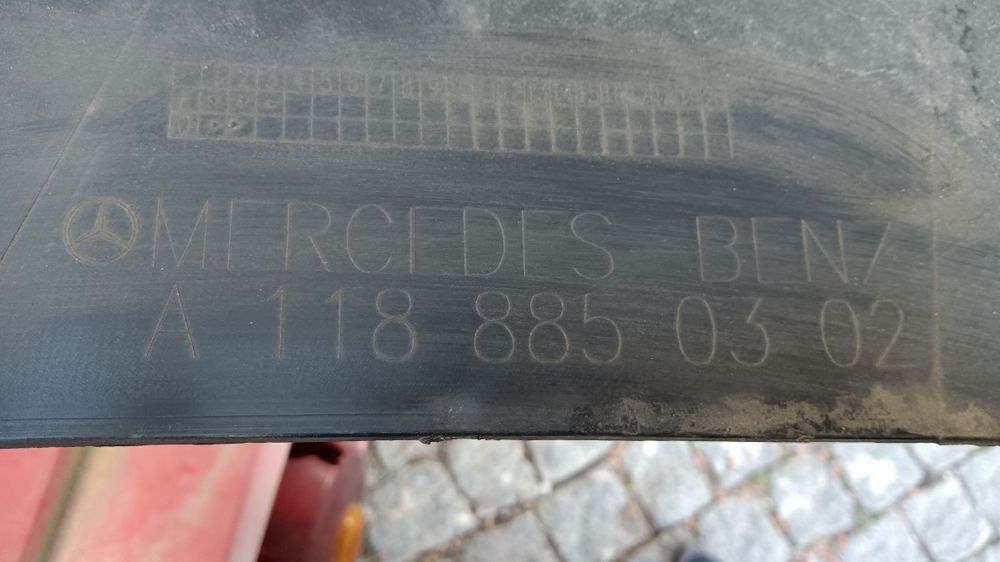 MERCEDES BENZ
A 118 885 03 02